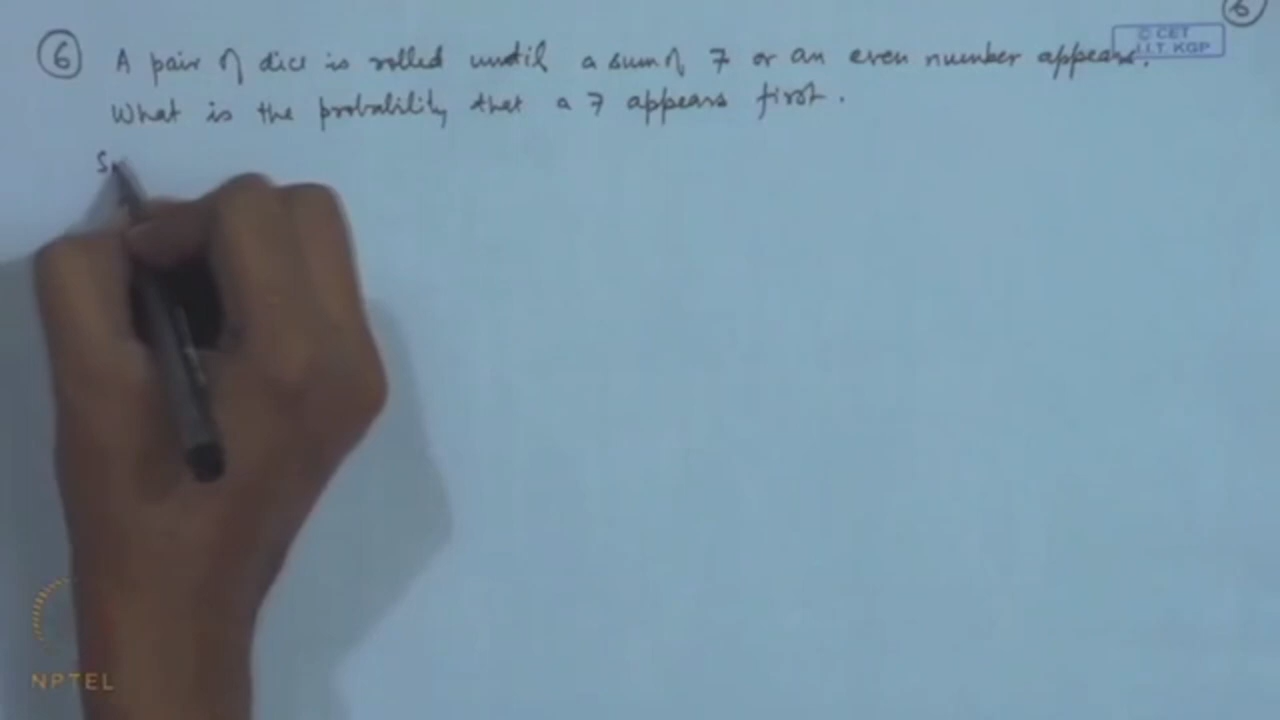 6
© CET
I.I.T. KGP
6 A pair of dice is rolled until a sum of 7 or an even number appears.
What is the probability that a 7 appears first.
NPTEL